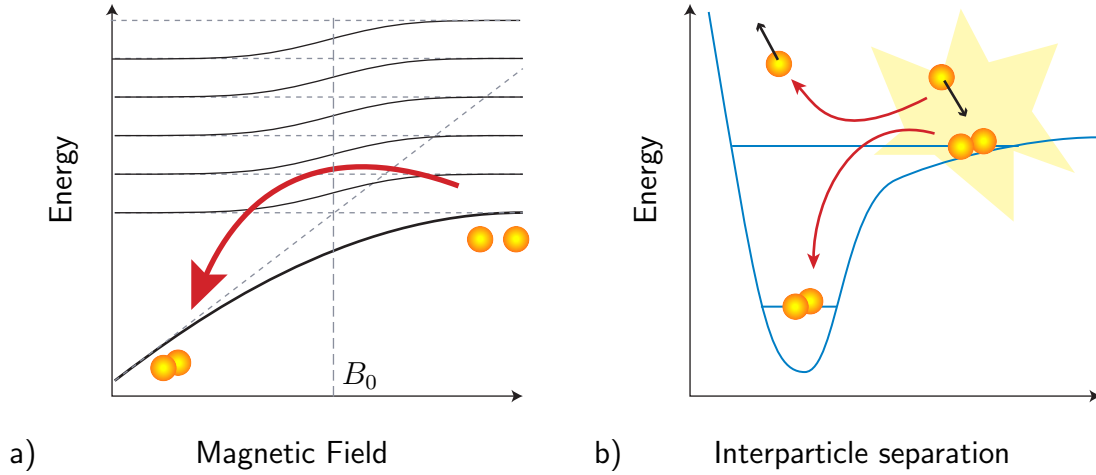 Energy
B₀
a) Magnetic Field
Energy
b) Interparticle separation